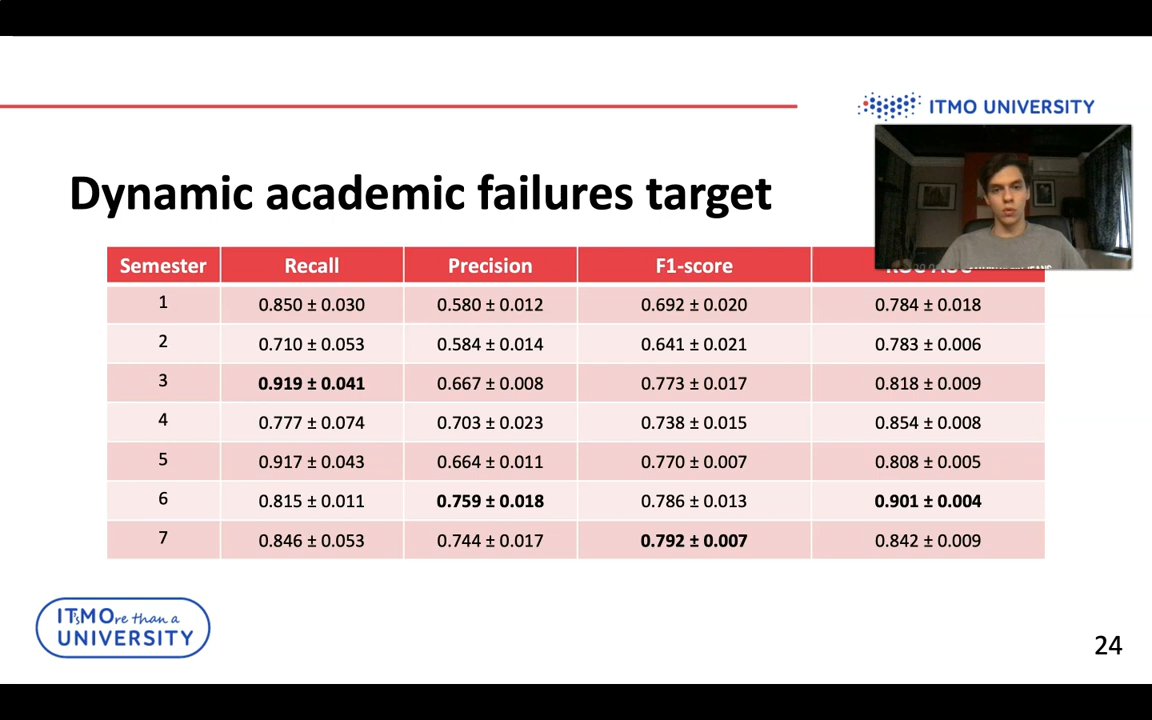 ITMO UNIVERSITY
Dynamic academic failures target
Semester Recall Precision F1-score
1 0.850 ± 0.030 0.580 ± 0.012 0.692 ± 0.020 0.784 ± 0.018
2 0.710 ± 0.053 0.584 ± 0.014 0.641 ± 0.021 0.783 ± 0.006
3 0.919 ± 0.041 0.667 ± 0.008 0.773 ± 0.017 0.818 ± 0.009
4 0.777 ± 0.074 0.703 ± 0.023 0.738 ± 0.015 0.854 ± 0.008
5 0.917 ± 0.043 0.664 ± 0.011 0.770 ± 0.007 0.808 ± 0.005
6 0.815 ± 0.011 0.759 ± 0.018 0.786 ± 0.013 0.901 ± 0.004
7 0.846 ± 0.053 0.744 ± 0.017 0.792 ± 0.007 0.842 ± 0.009
IT'sMOre than a
UNIVERSITY
24